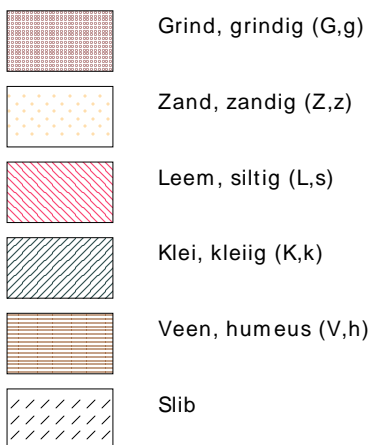 Grind, grindig (G,g)
Zand, zandig (Z,z)
Leem, siltig (L,s)
Klei, kleiig (K,k)
Veen, humeus (V,h)
Slib